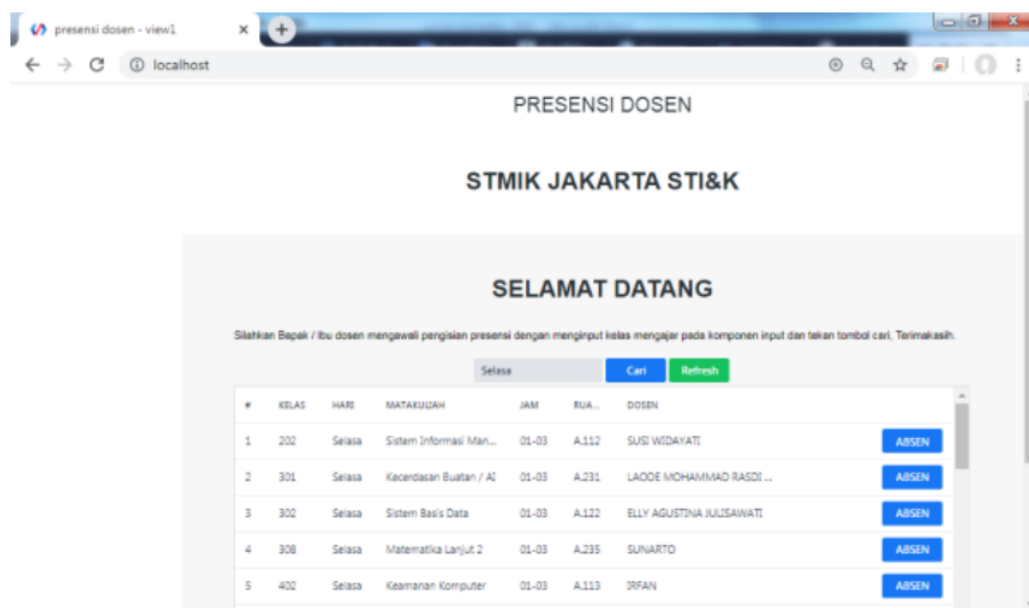 presensi dosen - view1
localhost
PRESENSI DOSEN
STMIK JAKARTA STI&K
SELAMAT DATANG
Silahkan Bapak / Ibu dosen mengawali pengisian presensi dengan menginput kelas mengajar pada komponen input dan tekan tombol cari, Terimakasih.
Selasa Cari Refresh
# KELAS HARI MATAKULIAH JAM RUA... DOSEN
1 202 Selasa Sistem Informasi Man... 01-03 A.112 SUSI WIDAYATI ABSEN
2 301 Selasa Kecerdasan Buatan / AI 01-03 A.231 LAODE MOHAMMAD RASDI ... ABSEN
3 302 Selasa Sistem Basis Data 01-03 A.122 ELLY AGUSTINA JULISAWATI ABSEN
4 308 Selasa Matematika Lanjut 2 01-03 A.235 SUNARTO ABSEN
5 402 Selasa Keamanan Komputer 01-03 A.113 IRFAN ABSEN